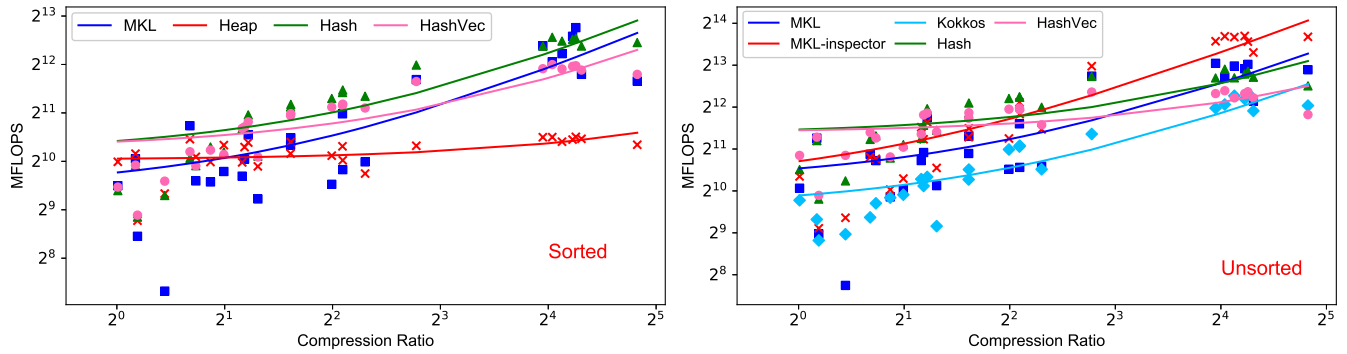 MKL Heap Hash HashVec
2^13
2^12
2^11
2^10
2^9
2^8
MFLOPS
Sorted
2^0 2^1 2^2 2^3 2^4 2^5
Compression Ratio
MKL Kokkos HashVec
MKL-inspector Hash
2^14
2^13
2^12
2^11
2^10
2^9
2^8
MFLOPS
Unsorted
2^0 2^1 2^2 2^3 2^4 2^5
Compression Ratio